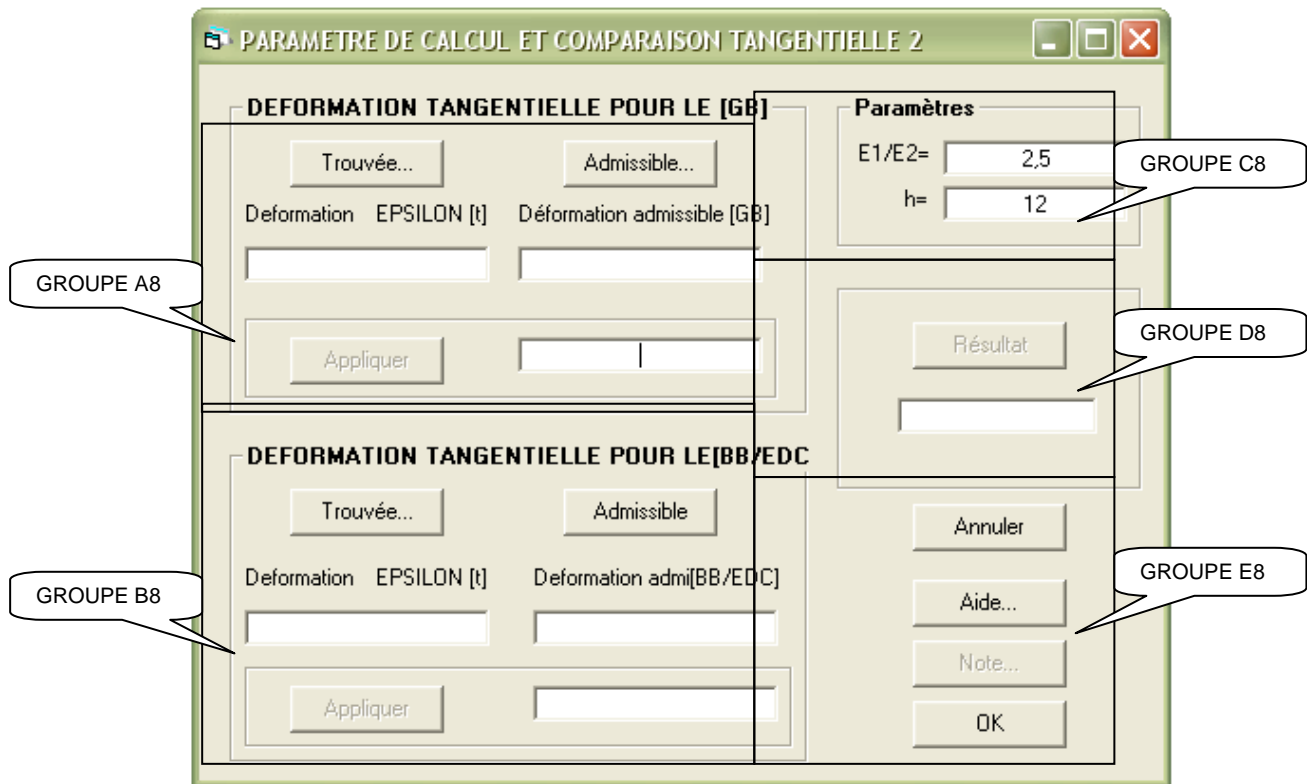 PARAMETRE DE CALCUL ET COMPARAISON TANGENTIELLE 2
DEFORMATION TANGENTIELLE POUR LE [GB]
Trouvée...
Admissible...
Deformation EPSILON [t]
Déformation admissible [GB]
Appliquer
GROUPE A8
DEFORMATION TANGENTIELLE POUR LE[BB/EDC
Trouvée...
Admissible
Deformation EPSILON [t]
Deformation admi[BB/EDC]
Appliquer
GROUPE B8
Paramètres
E1/E2= 2,5
h= 12
GROUPE C8
Résultat
GROUPE D8
Annuler
Aide...
Note...
OK
GROUPE E8